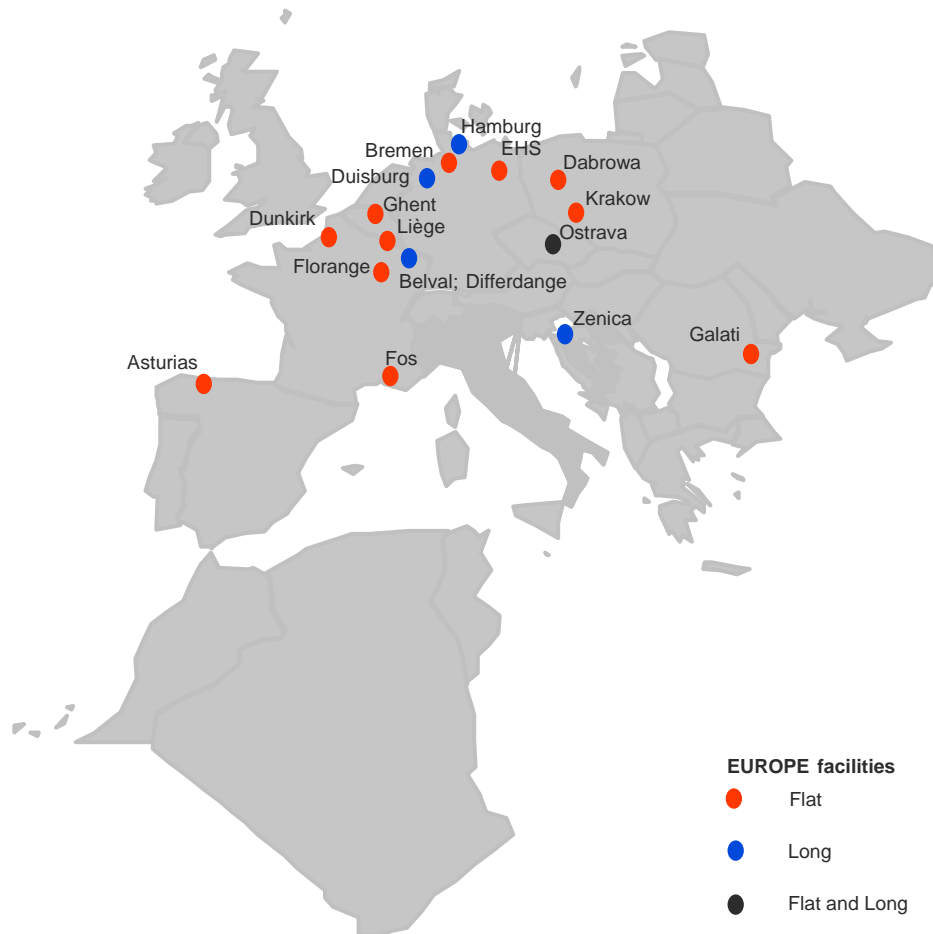 Hamburg
Bremen
EHS
Duisburg
Dabrowa
Ghent
Krakow
Dunkirk
Liège
Ostrava
Florange
Belval; Differdange
Zenica
Galati
Asturias
Fos
EUROPE facilities
Flat
Long
Flat and Long